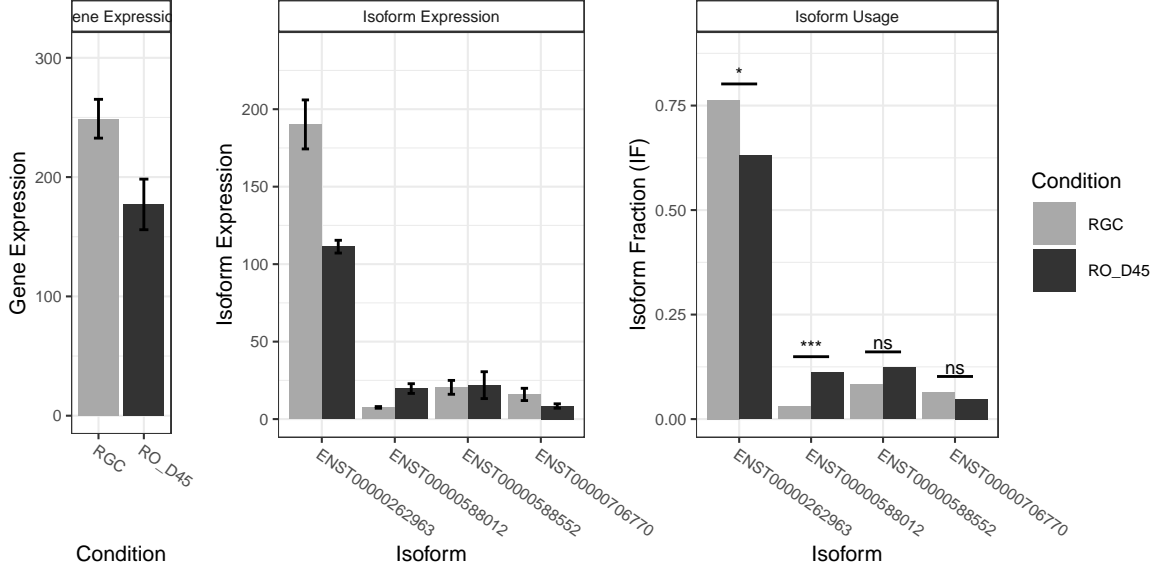 ene Expressio
Gene Expression
300
200
100
0
RGC
RO_D45
Condition
Isoform Expression
Isoform Expression
200
150
100
50
0
ENST00000262963
ENST00000588012
ENST00000588552
ENST00000706770
Isoform
Isoform Usage
Isoform Fraction (IF)
0.75
0.50
0.25
0.00
*
***
ns
ns
ENST00000262963
ENST00000588012
ENST00000588552
ENST00000706770
Isoform
Condition
RGC
RO_D45